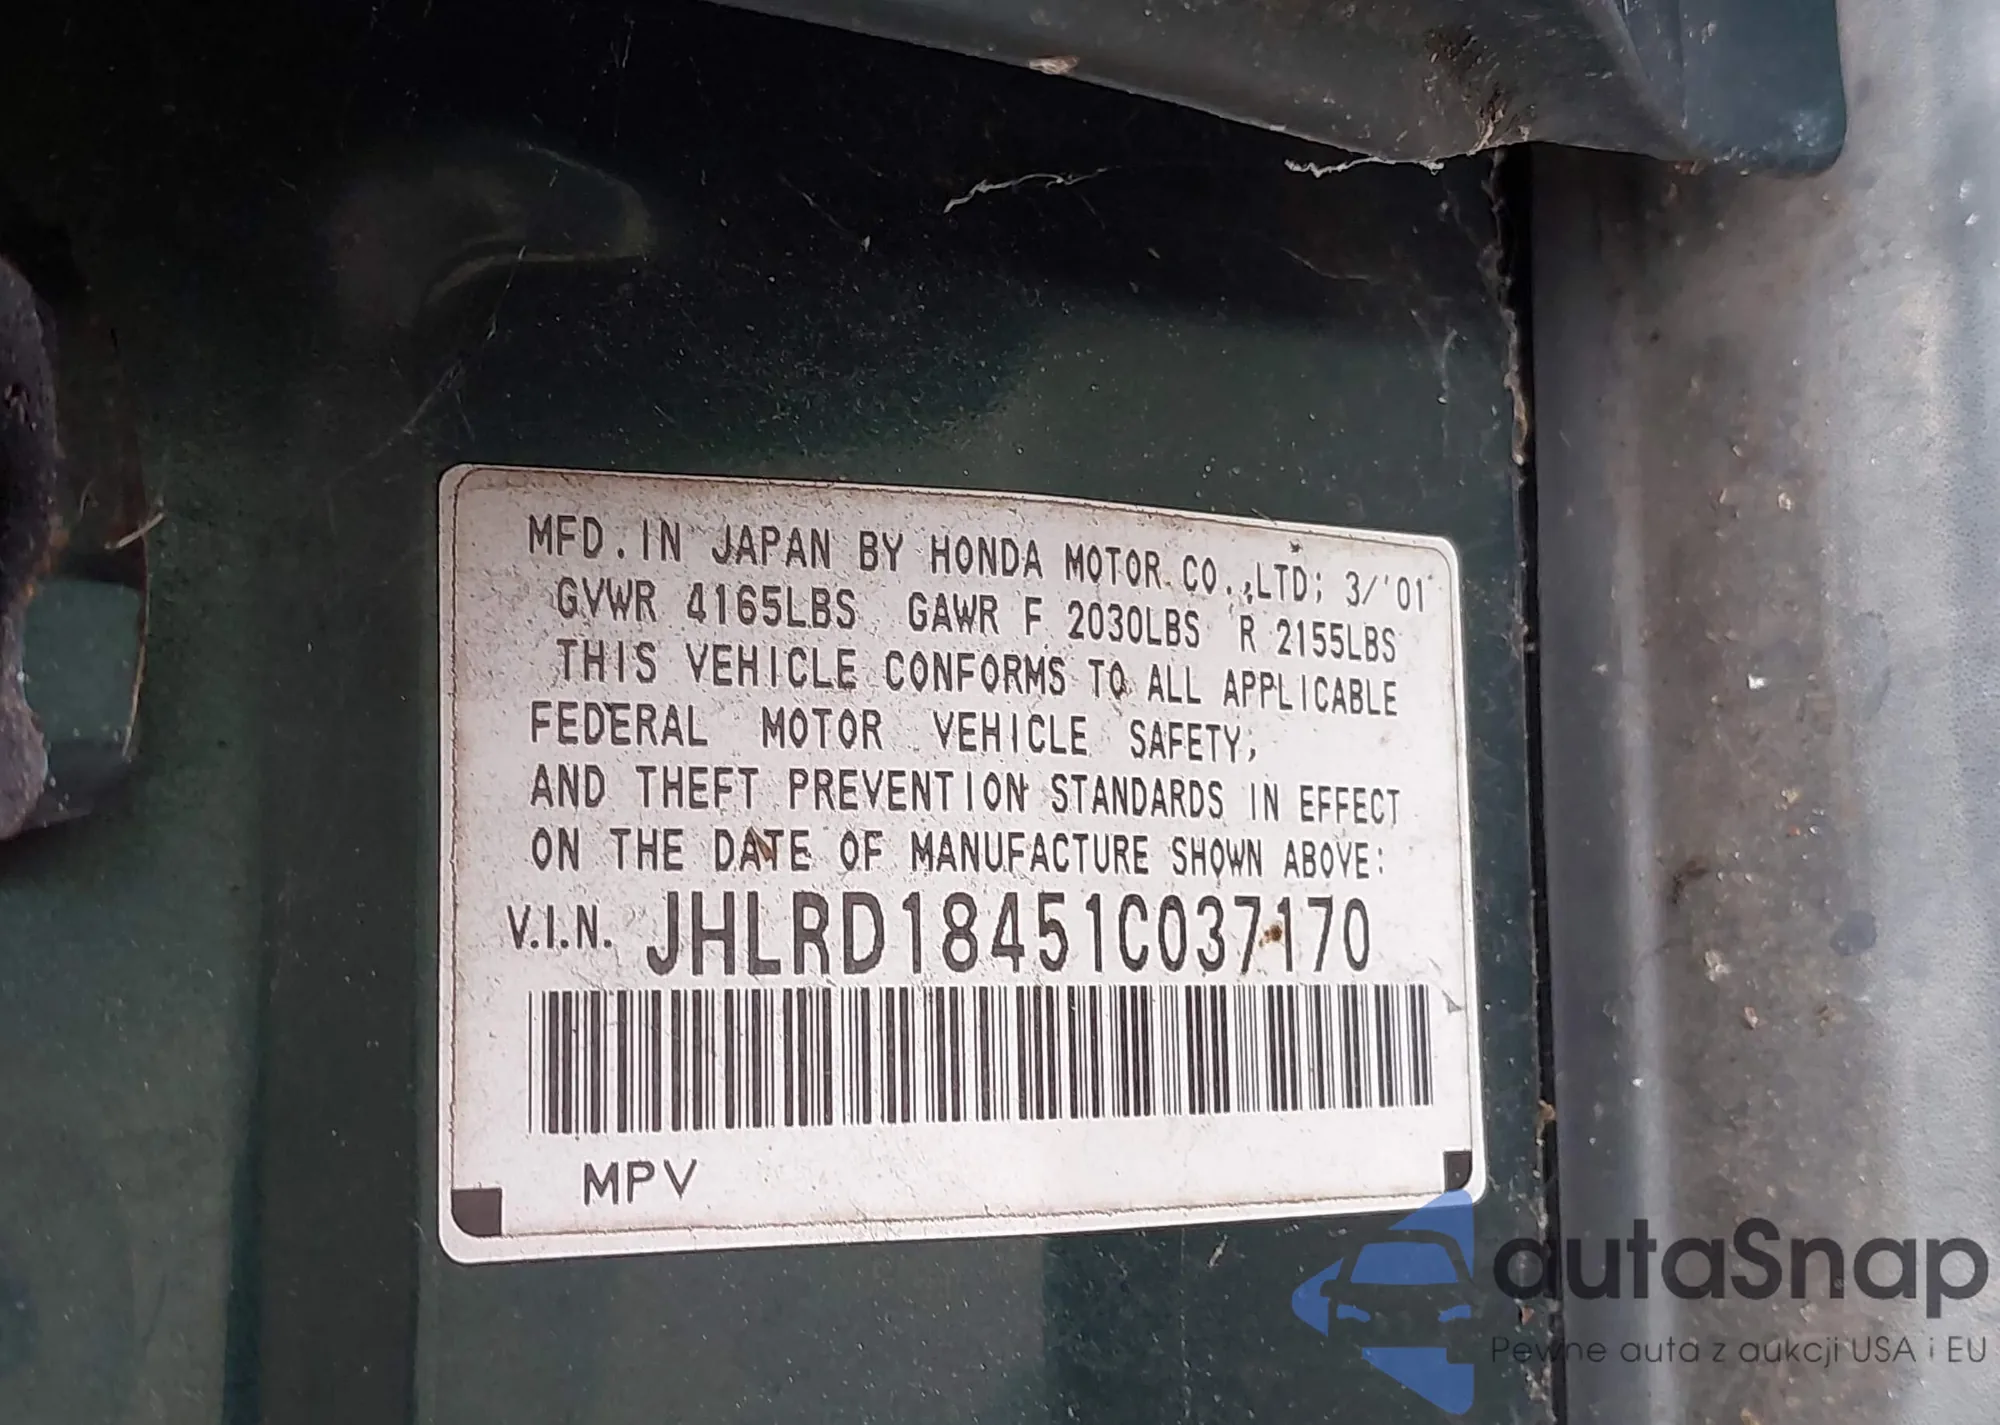 MFD. IN JAPAN BY HONDA MOTOR CO.,LTD; 3/'01
GVWR 4165LBS GAWR F 2030LBS R 2155LBS
THIS VEHICLE CONFORMS TO ALL APPLICABLE
FEDERAL MOTOR VEHICLE SAFETY,
AND THEFT PREVENTION STANDARDS IN EFFECT
ON THE DATE OF MANUFACTURE SHOWN ABOVE:
V.I.N. JHLRD18451C037170
MPV
autaSnap
Pewne auta z aukcji USA i EU